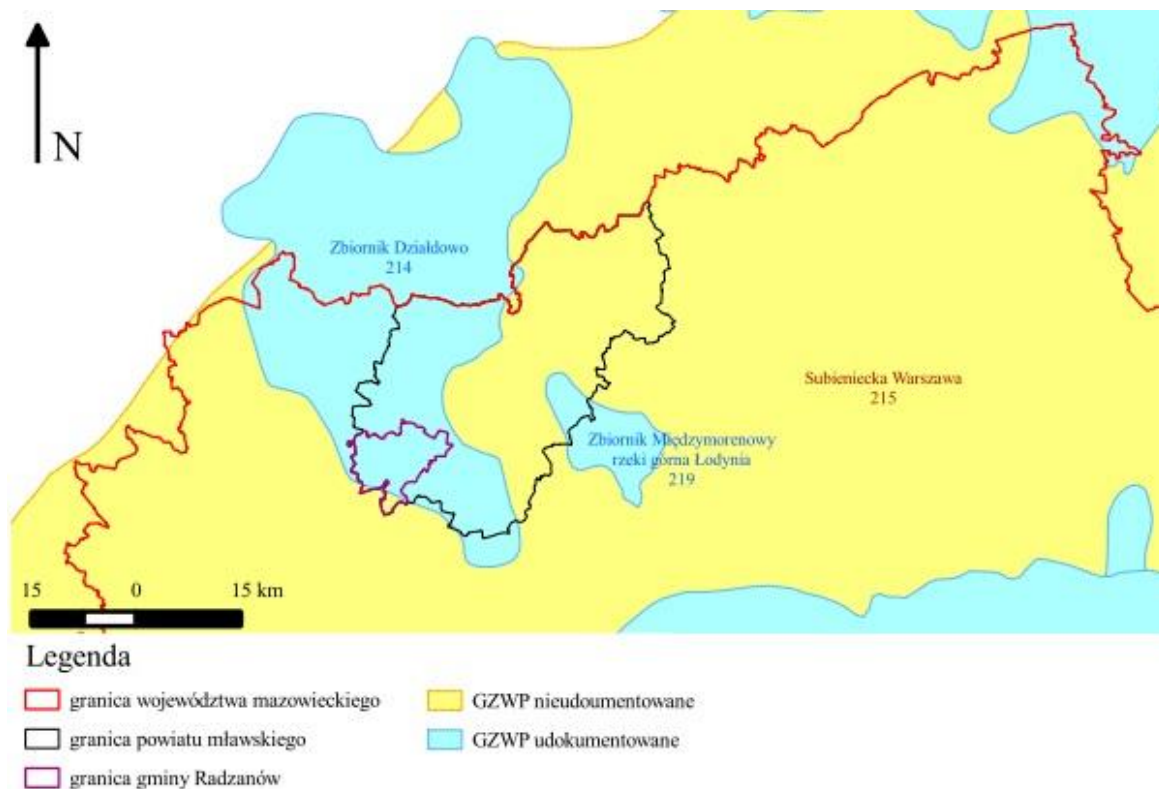 N
Zbiornik Działdowo
214
Subieniecka Warszawa
215
Zbiornik Międzymorenowy
rzeki górna Łodynia
219
15 0 15 km
Legenda
granica województwa mazowieckiego
granica powiatu mławskiego
granica gminy Radzanów
GZWP nieudoumentowane
GZWP udokumentowane